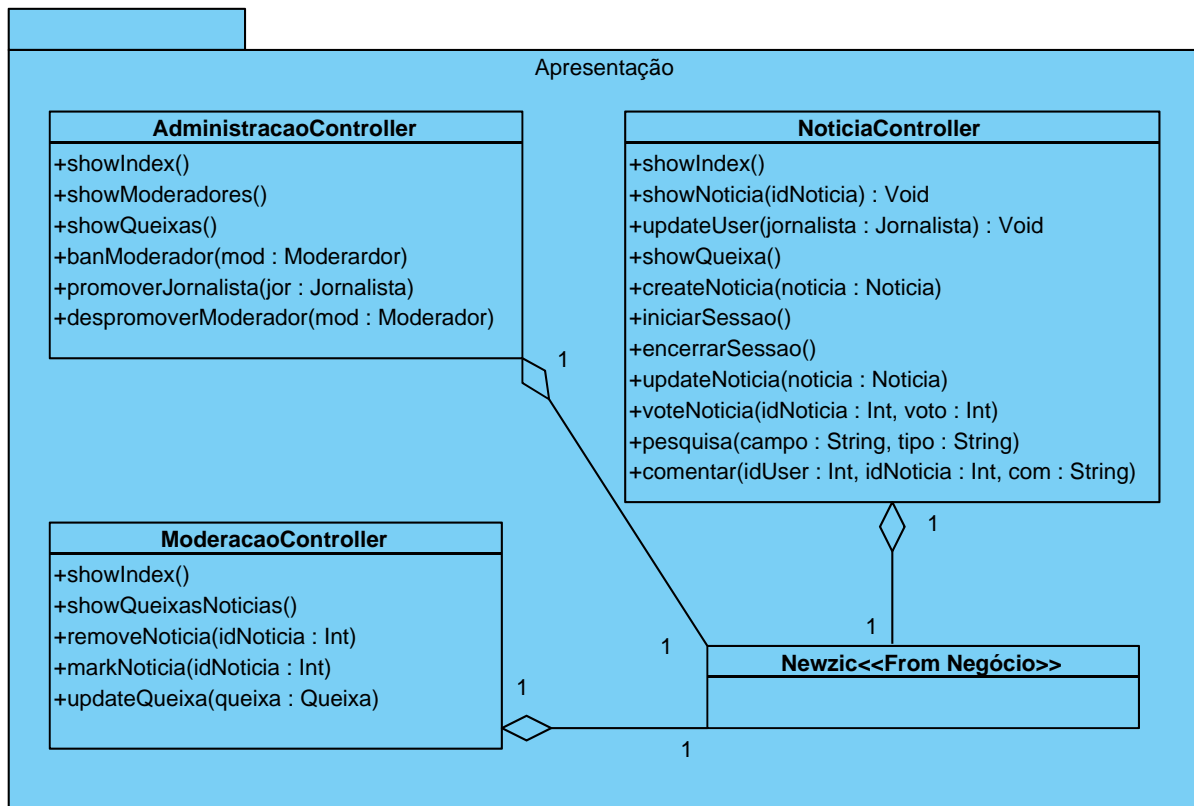 Apresentação
AdministracaoController
+showIndex()
+showModeradores()
+showQueixas()
+banModerador(mod : Moderardor)
+promoverJornalista(jor : Jornalista)
+despromoverModerador(mod : Moderador)
1
NoticiaController
+showIndex()
+showNoticia(idNoticia) : Void
+updateUser(jornalista : Jornalista) : Void
+showQueixa()
+createNoticia(noticia : Noticia)
+iniciarSessao()
+encerrarSessao()
+updateNoticia(noticia : Noticia)
+voteNoticia(idNoticia : Int, voto : Int)
+pesquisa(campo : String, tipo : String)
+comentar(idUser : Int, idNoticia : Int, com : String)
1
ModeracaoController
+showIndex()
+showQueixasNoticias()
+removeNoticia(idNoticia : Int)
+markNoticia(idNoticia : Int)
+updateQueixa(queixa : Queixa)
1
1
1
1
Newzic<<From Negócio>>